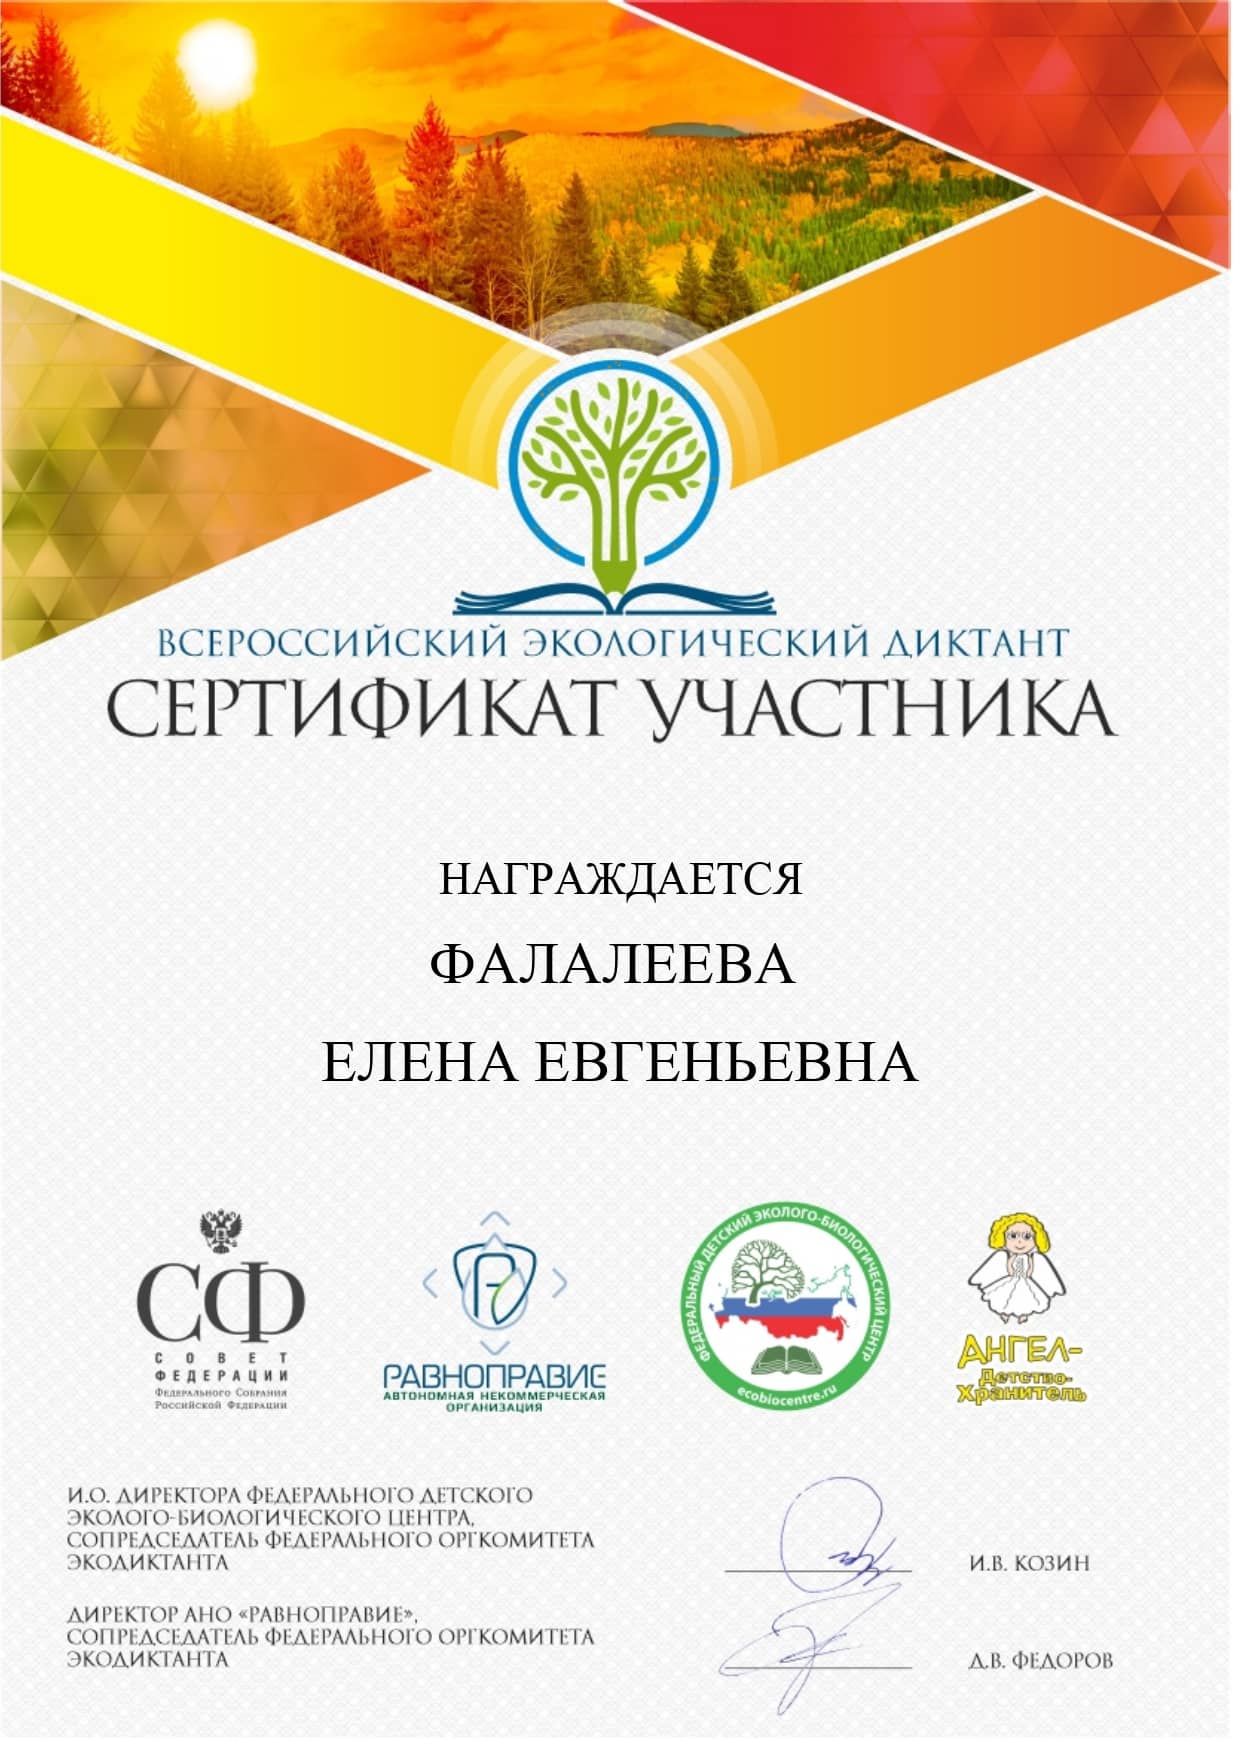 ВСЕРОССИЙСКИЙ ЭКОЛОГИЧЕСКИЙ ДИКТАНТ
СЕРТИФИКАТ УЧАСТНИКА
НАГРАЖДАЕТСЯ
ФАЛАЛЕЕВА
ЕЛЕНА ЕВГЕНЬЕВНА
СФ
СОВЕТ
ФЕДЕРАЦИИ
Федерального Собрания
Российской Федерации
РАВНОПРАВИЕ
АВТОНОМНАЯ НЕКОММЕРЧЕСКАЯ
ОРГАНИЗАЦИЯ
ФЕДЕРАЛЬНЫЙ ДЕТСКИЙ ЭКОЛОГО-БИОЛОГИЧЕСКИЙ ЦЕНТР
ecobiocentre.ru
АНГЕЛ-
Детство-
Хранитель
И.О. ДИРЕКТОРА ФЕДЕРАЛЬНОГО ДЕТСКОГО
ЭКОЛОГО-БИОЛОГИЧЕСКОГО ЦЕНТРА,
СОПРЕДСЕДАТЕЛЬ ФЕДЕРАЛЬНОГО ОРГКОМИТЕТА
ЭКОДИКТАНТА
И.В. КОЗИН
ДИРЕКТОР АНО «РАВНОПРАВИЕ»,
СОПРЕДСЕДАТЕЛЬ ФЕДЕРАЛЬНОГО ОРГКОМИТЕТА
ЭКОДИКТАНТА
Д.В. ФЕДОРОВ